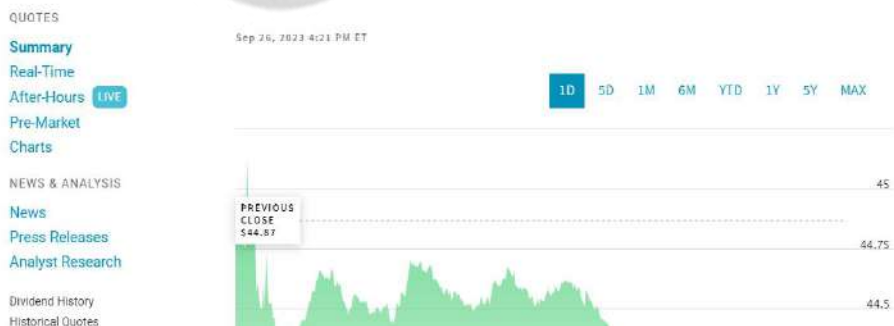 QUOTES
Summary
Real-Time
After-Hours LIVE
Pre-Market
Charts
NEWS & ANALYSIS
News
Press Releases
Analyst Research
Dividend History
Historical Quotes
Sep 26, 2023 4:21 PM ET
1D 5D 1M 6M YTD 1Y 5Y MAX
45
PREVIOUS
CLOSE
$44.87
44.75
44.5